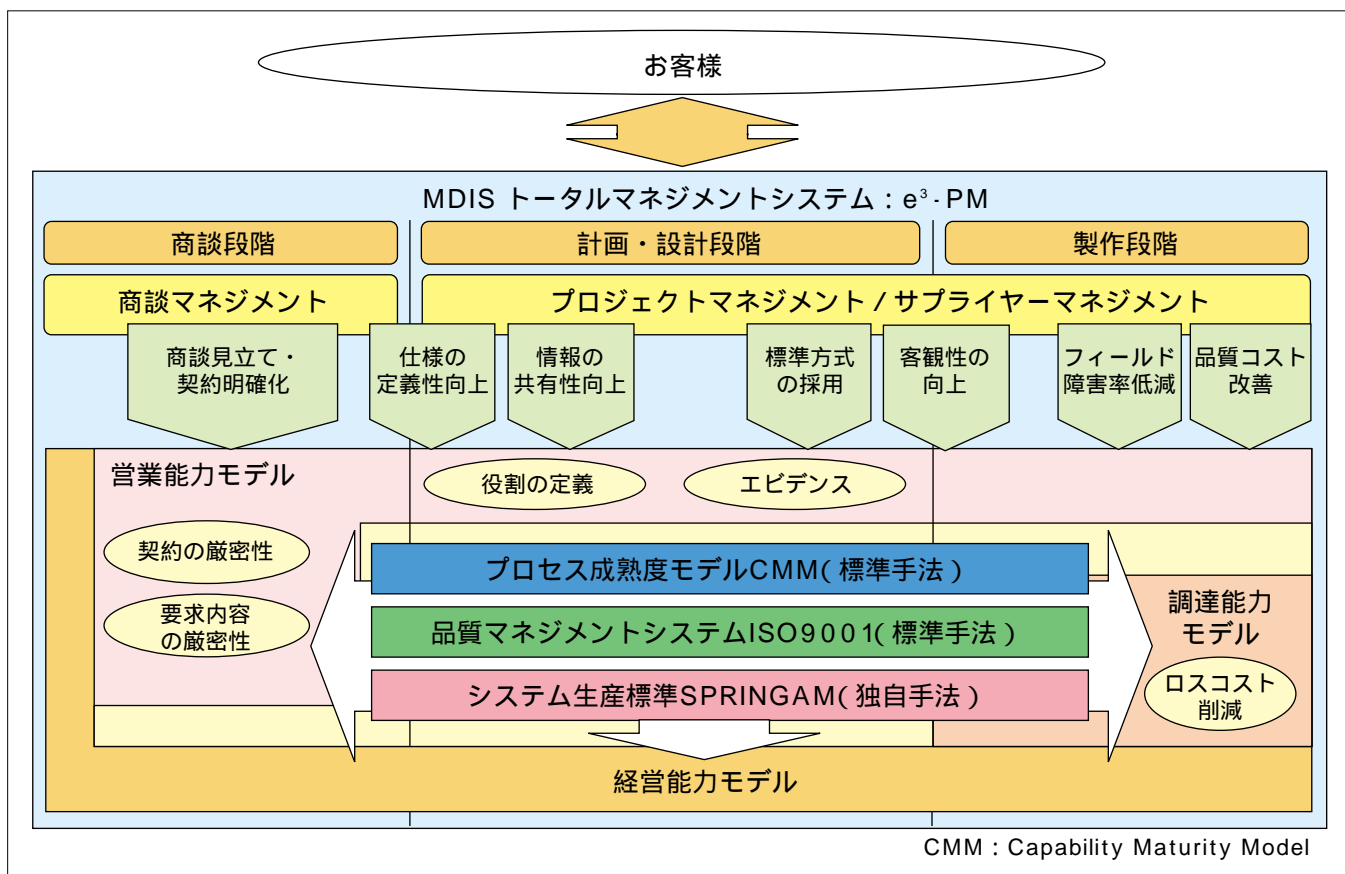 お客様
MDIS トータルマネジメントシステム：e³-PM
商談段階
計画・設計段階
製作段階
商談マネジメント
プロジェクトマネジメント / サプライヤーマネジメント
商談見立て・
契約明確化
仕様の
定義性向上
情報の
共有性向上
標準方式
の採用
客観性の
向上
フィールド
障害率低減
品質コスト
改善
営業能力モデル
役割の定義
エビデンス
契約の厳密性
要求内容
の厳密性
プロセス成熟度モデルCMM(標準手法)
品質マネジメントシステムISO9001(標準手法)
システム生産標準SPRINGAM(独自手法)
調達能力
モデル
ロスコスト
削減
経営能力モデル
CMM：Capability Maturity Model